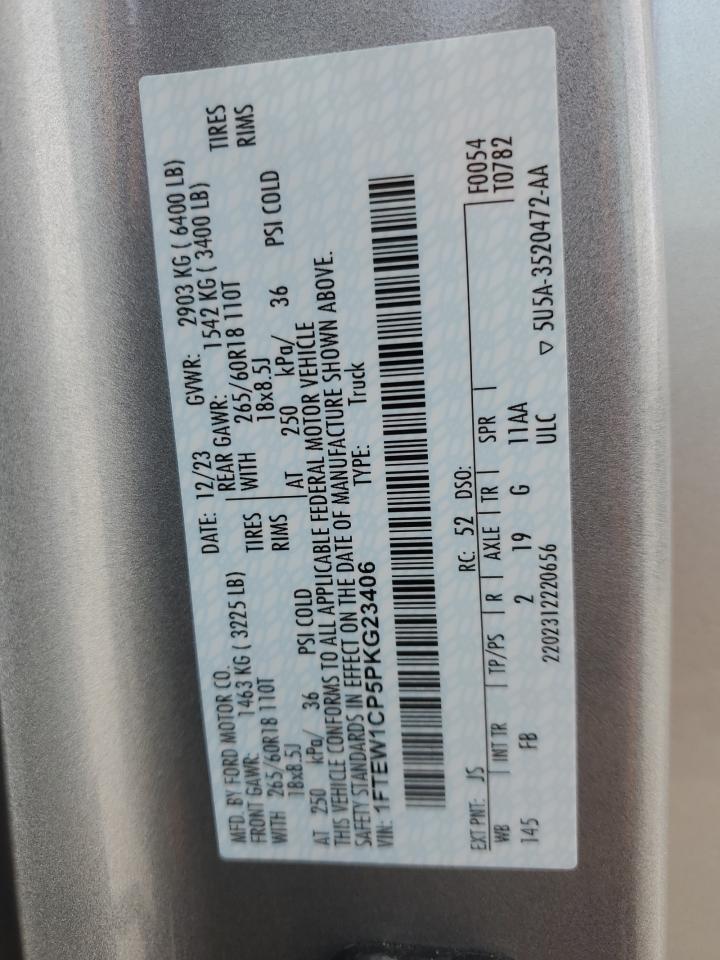 MFD. BY FORD MOTOR CO. DATE: 12/23 GVWR: 2903 KG ( 6400 LB)
FRONT GAWR: 1463 KG ( 3225 LB) REAR GAWR: 1542 KG ( 3400 LB)
WITH 265/60R18 110T TIRES WITH 265/60R18 110T TIRES
18x8.5J RIMS 18x8.5J RIMS
AT 250 kPa/ 36 PSI COLD AT 250 kPa/ 36 PSI COLD
THIS VEHICLE CONFORMS TO ALL APPLICABLE FEDERAL MOTOR VEHICLE
SAFETY STANDARDS IN EFFECT ON THE DATE OF MANUFACTURE SHOWN ABOVE.
VIN: 1FTEW1CP5PKG23406 TYPE: Truck
EXT PNT: JS RC: 52 DSO: F0054
WB INT TR TP/PS R AXLE TR SPR T0782
145 FB 2 19 G 11AA
2202312220656 ULC ▽ 5U5A-3520472-AA